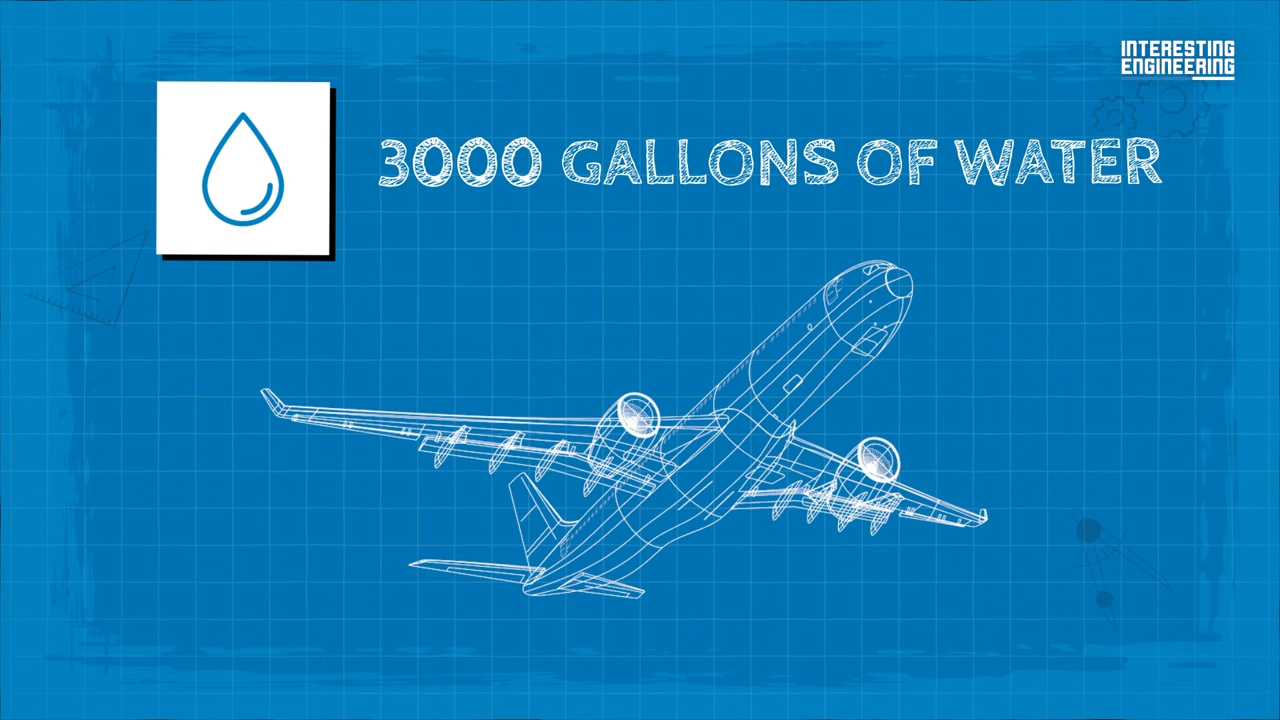 INTERESTING
ENGINEERING
3000 GALLONS OF WATER